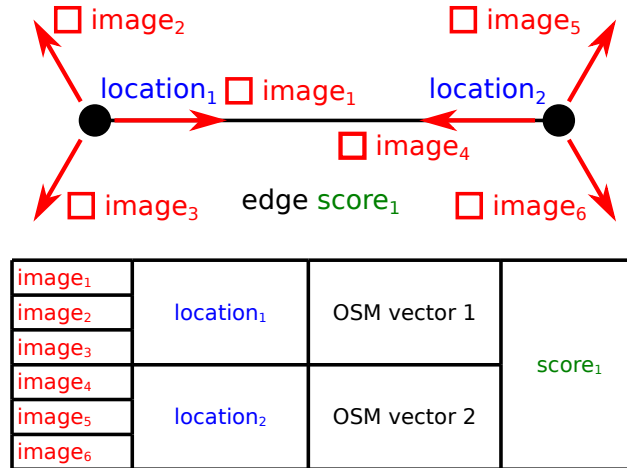 image₂
image₅
location₁
image₁
location₂
image₄
image₃
edge score₁
image₆
image₁
image₂
image₃
image₄
image₅
image₆
location₁
OSM vector 1
location₂
OSM vector 2
score₁